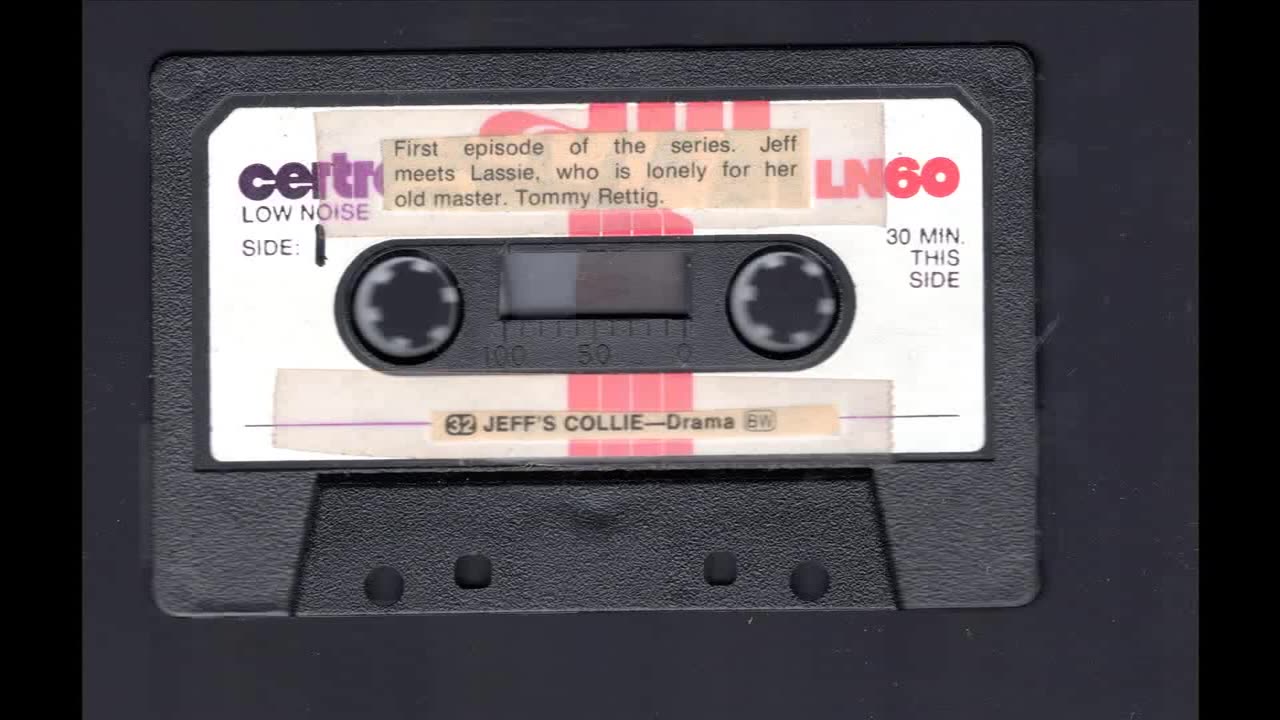 First episode of the series. Jeff
meets Lassie, who is lonely for her
old master. Tommy Rettig.
certr
LN60
LOW NOISE
SIDE:
30 MIN.
THIS
SIDE
100 50 0
32 JEFF'S COLLIE—Drama BW